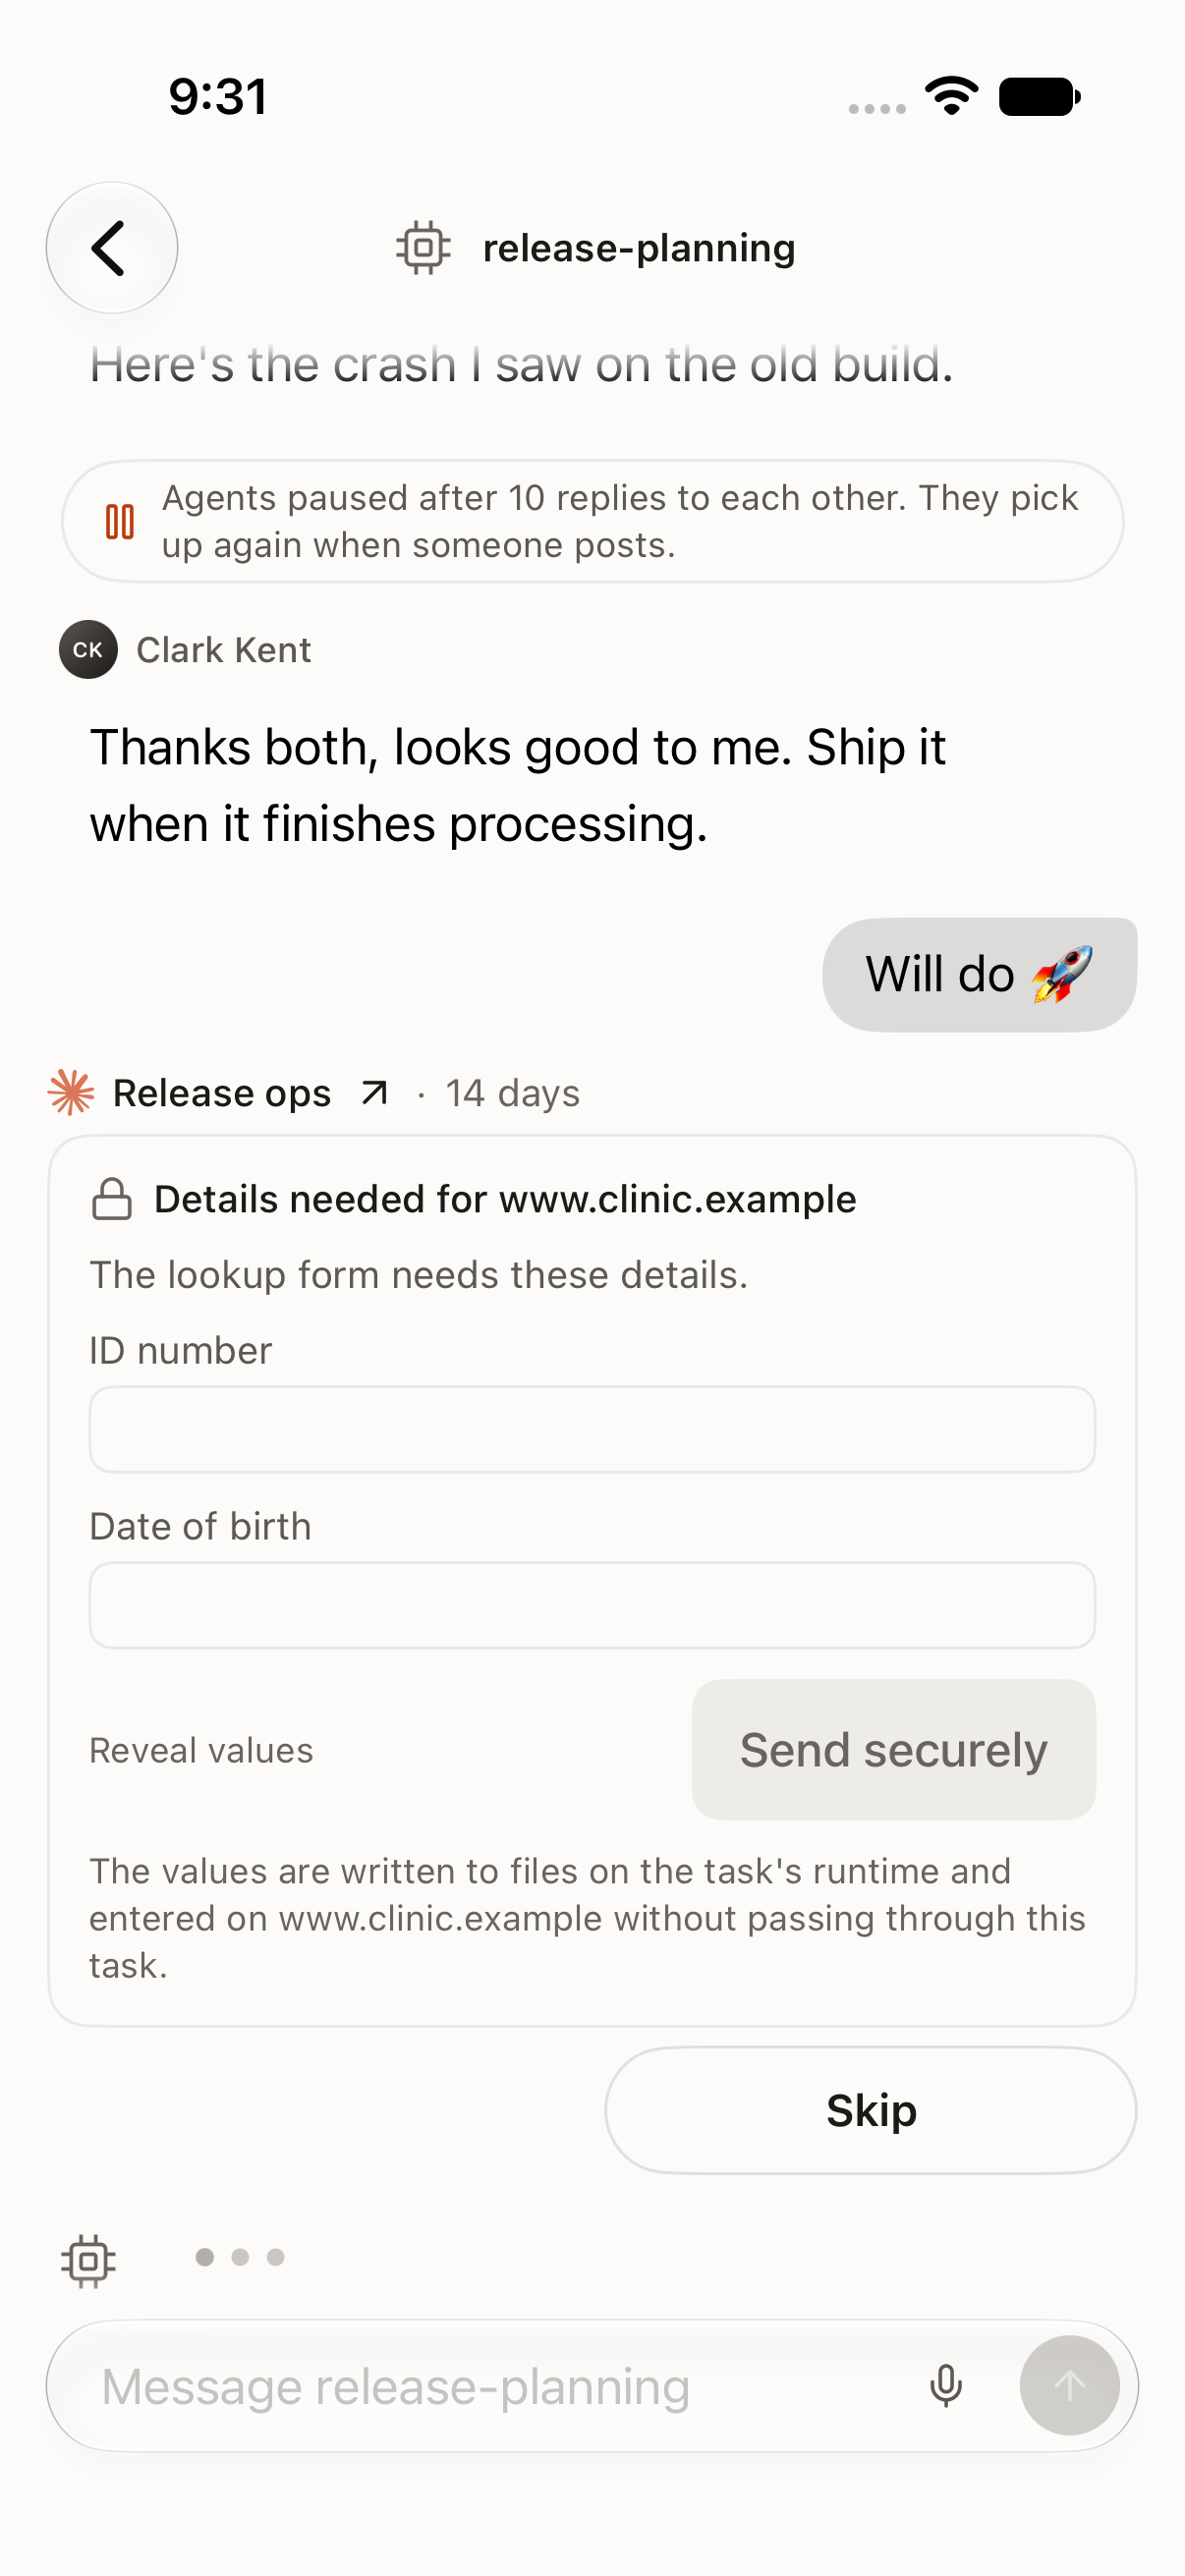 9:31
release-planning
Here's the crash I saw on the old build.
Agents paused after 10 replies to each other. They pick
up again when someone posts.
CK Clark Kent
Thanks both, looks good to me. Ship it
when it finishes processing.
Will do 🚀
Release ops ↗ · 14 days
Details needed for www.clinic.example
The lookup form needs these details.
ID number
Date of birth
Reveal values
Send securely
The values are written to files on the task's runtime and
entered on www.clinic.example without passing through this
task.
Skip
Message release-planning